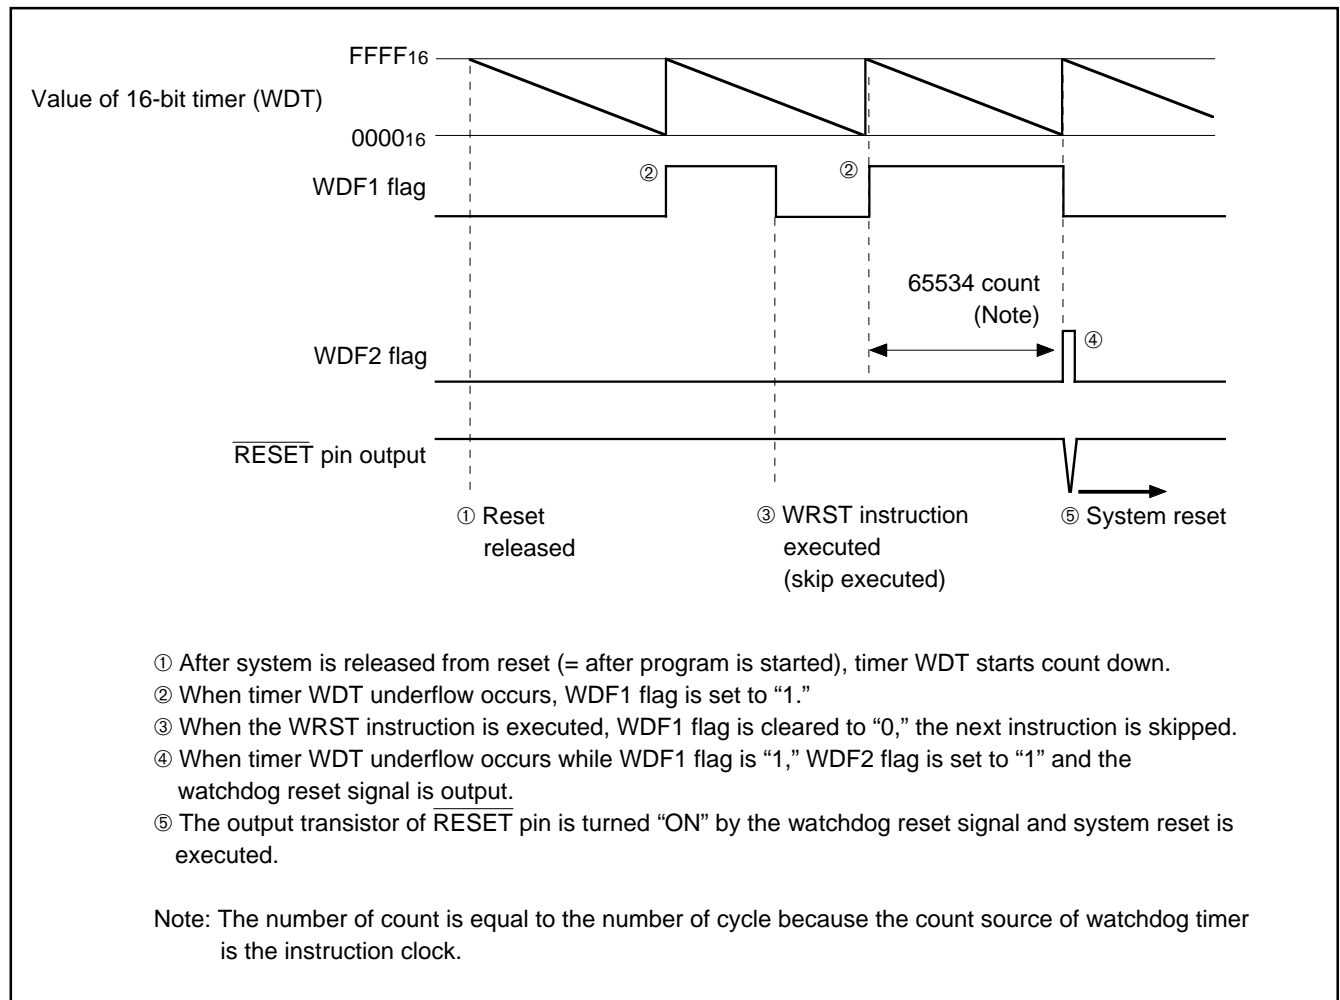 FFFF16
Value of 16-bit timer (WDT)
000016
② ②
WDF1 flag
65534 count
(Note)
④
WDF2 flag
RESET pin output
① Reset
released
③ WRST instruction
executed
(skip executed)
⑤ System reset
① After system is released from reset (= after program is started), timer WDT starts count down.
② When timer WDT underflow occurs, WDF1 flag is set to “1.”
③ When the WRST instruction is executed, WDF1 flag is cleared to “0,” the next instruction is skipped.
④ When timer WDT underflow occurs while WDF1 flag is “1,” WDF2 flag is set to “1” and the
watchdog reset signal is output.
⑤ The output transistor of RESET pin is turned “ON” by the watchdog reset signal and system reset is
executed.
Note: The number of count is equal to the number of cycle because the count source of watchdog timer
is the instruction clock.